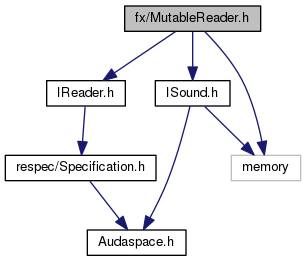 fx/MutableReader.h
IReader.h
ISound.h
respec/Specification.h
memory
Audaspace.h